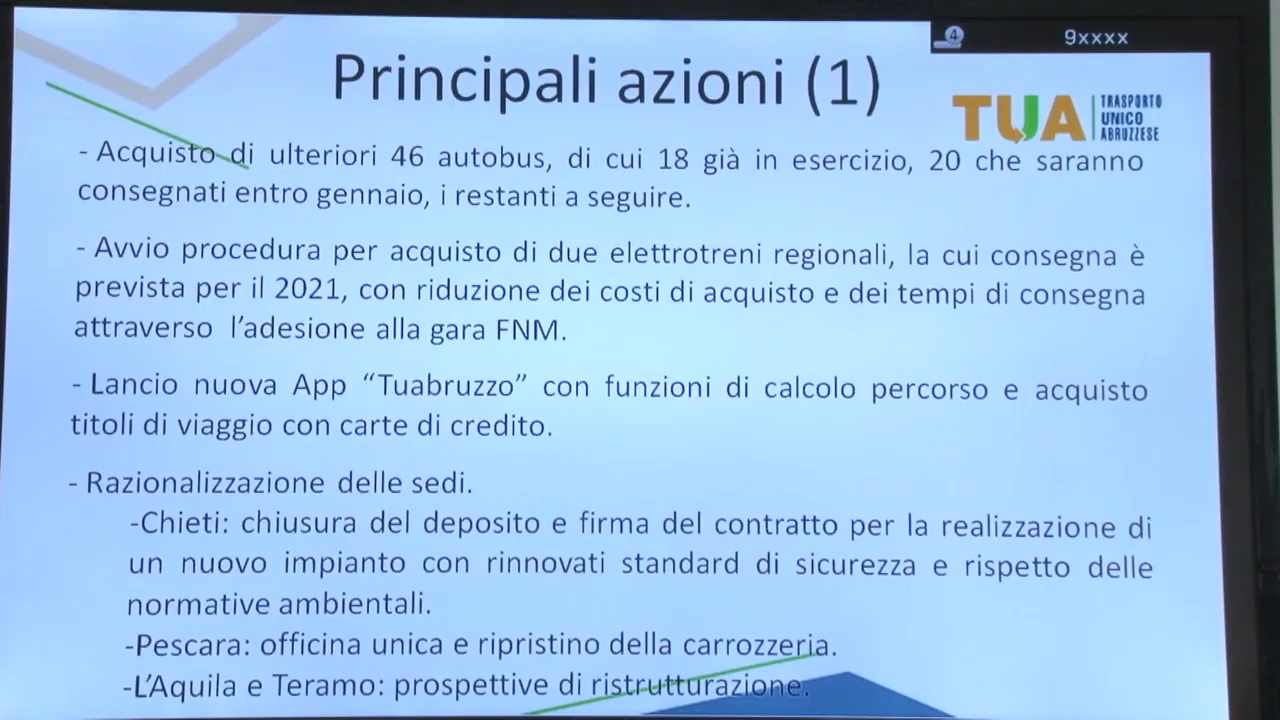 4 9xxxx
Principali azioni (1)
TUA TRASPORTO
UNICO
ABRUZZESE
- Acquisto di ulteriori 46 autobus, di cui 18 già in esercizio, 20 che saranno
consegnati entro gennaio, i restanti a seguire.
- Avvio procedura per acquisto di due elettrotreni regionali, la cui consegna è
prevista per il 2021, con riduzione dei costi di acquisto e dei tempi di consegna
attraverso l’adesione alla gara FNM.
- Lancio nuova App “Tuabruzzo” con funzioni di calcolo percorso e acquisto
titoli di viaggio con carte di credito.
- Razionalizzazione delle sedi.
-Chieti: chiusura del deposito e firma del contratto per la realizzazione di
un nuovo impianto con rinnovati standard di sicurezza e rispetto delle
normative ambientali.
-Pescara: officina unica e ripristino della carrozzeria.
-L’Aquila e Teramo: prospettive di ristrutturazione.